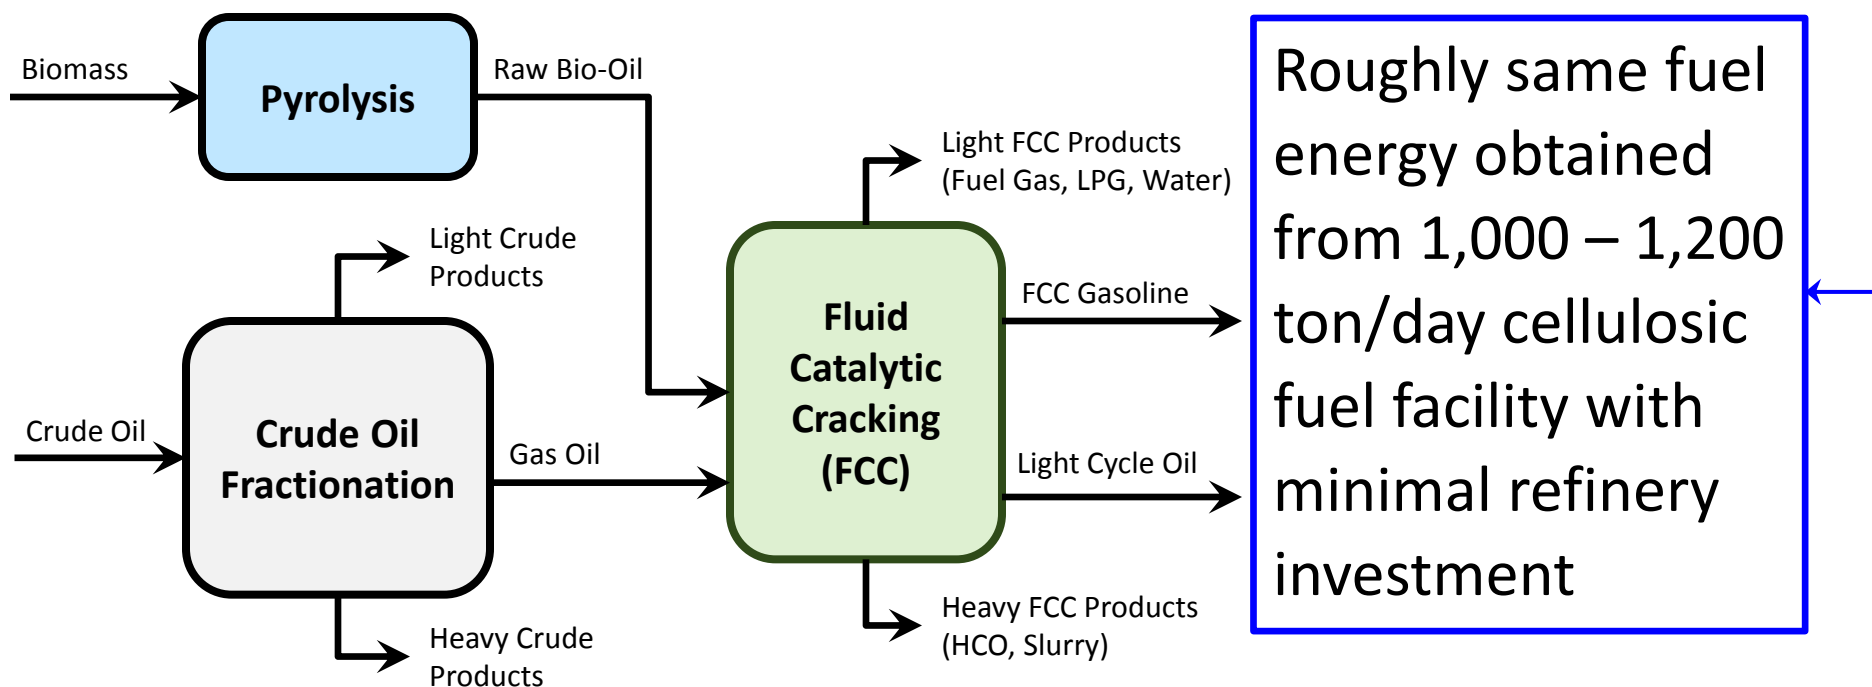 Biomass
Pyrolysis
Raw Bio-Oil
Light Crude
Products
Crude Oil
Crude Oil
Fractionation
Gas Oil
Heavy Crude
Products
Light FCC Products
(Fuel Gas, LPG, Water)
Fluid
Catalytic
Cracking
(FCC)
FCC Gasoline
Light Cycle Oil
Heavy FCC Products
(HCO, Slurry)
Roughly same fuel
energy obtained
from 1,000 – 1,200
ton/day cellulosic
fuel facility with
minimal refinery
investment